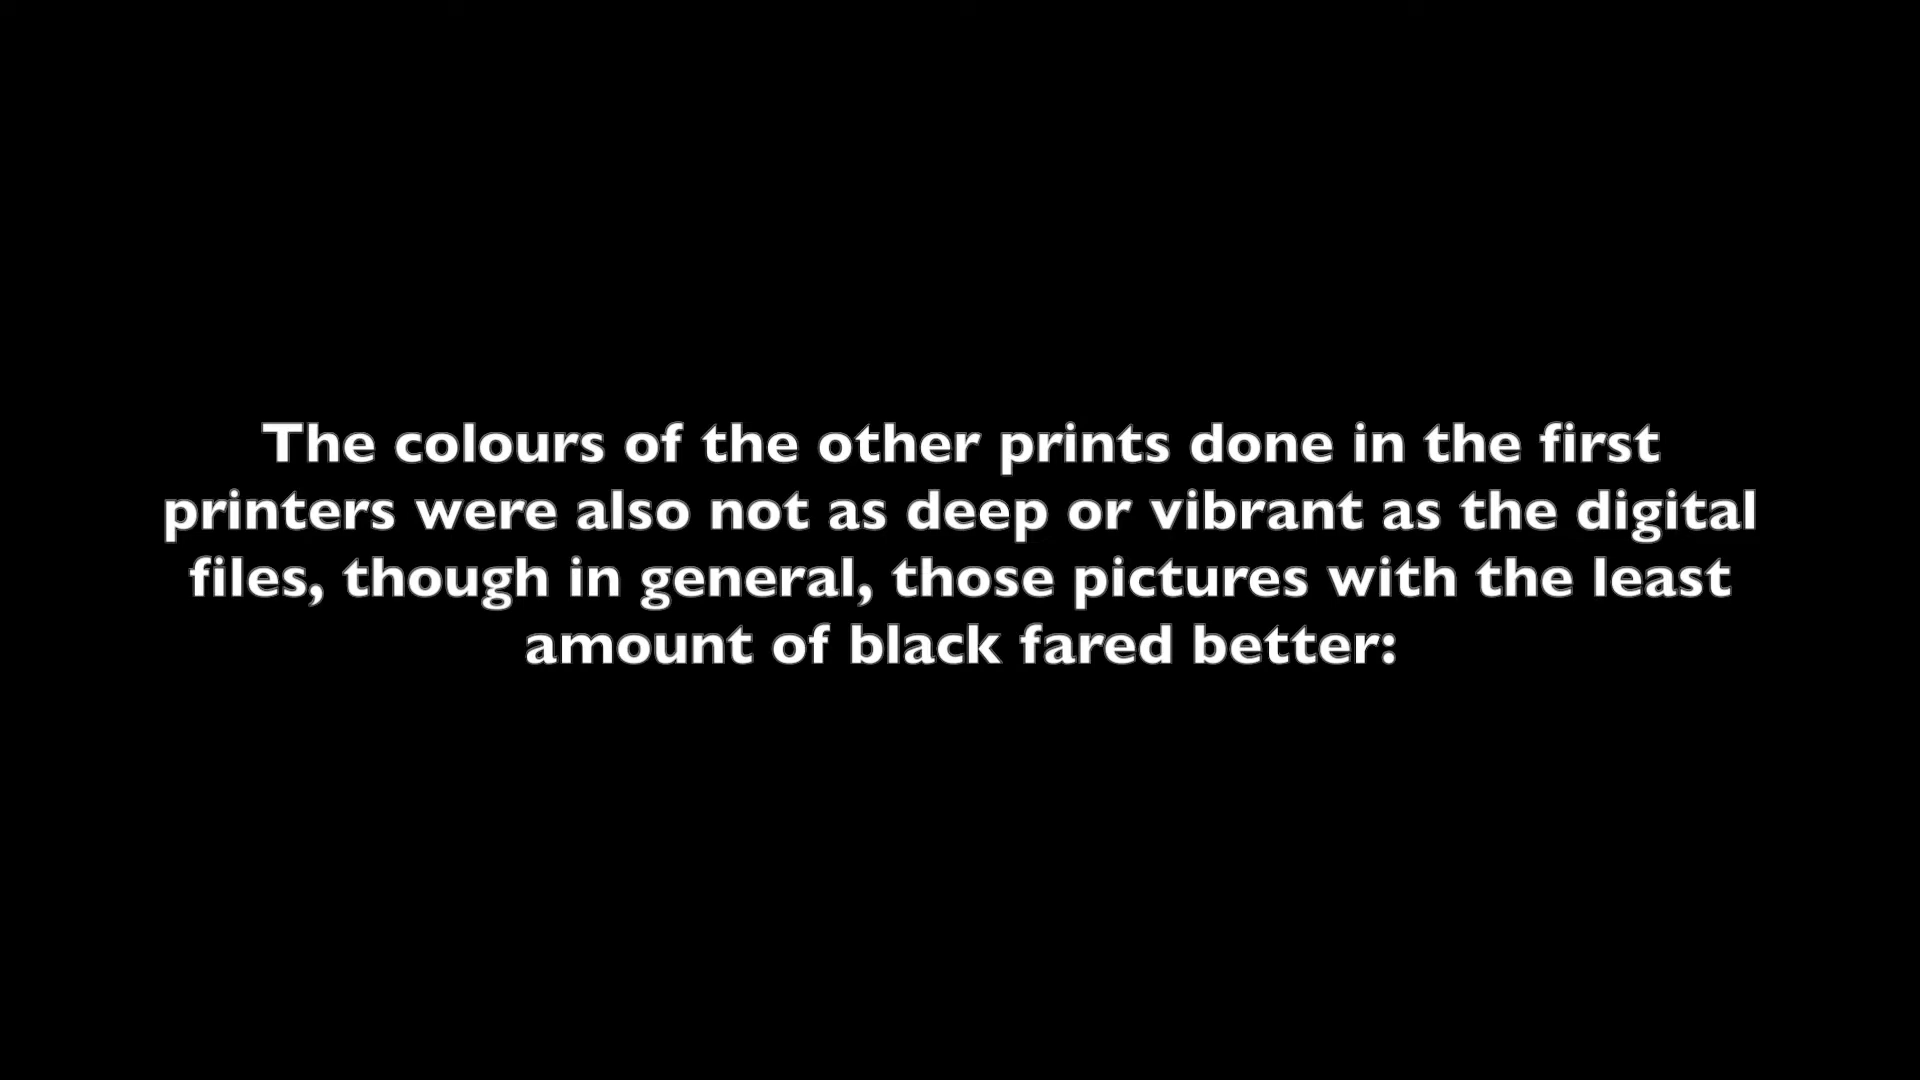 The colours of the other prints done in the first
printers were also not as deep or vibrant as the digital
files, though in general, those pictures with the least
amount of black fared better: